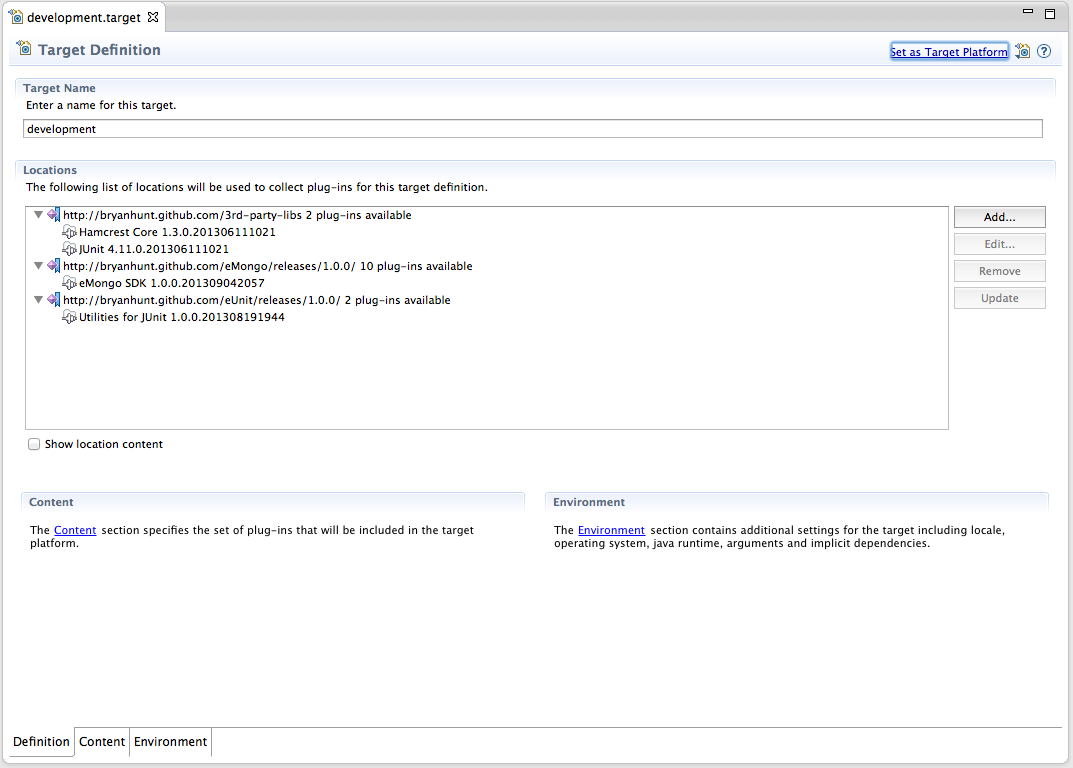 development.target
Target Definition
Set as Target Platform
Target Name
Enter a name for this target.
development
Locations
The following list of locations will be used to collect plug-ins for this target definition.
http://bryanhunt.github.com/3rd-party-libs 2 plug-ins available
Hamcrest Core 1.3.0.201306111021
JUnit 4.11.0.201306111021
http://bryanhunt.github.com/eMongo/releases/1.0.0/ 10 plug-ins available
eMongo SDK 1.0.0.201309042057
http://bryanhunt.github.com/eUnit/releases/1.0.0/ 2 plug-ins available
Utilities for JUnit 1.0.0.201308191944
Add...
Edit...
Remove
Update
Show location content
Content
The Content section specifies the set of plug-ins that will be included in the target
platform.
Environment
The Environment section contains additional settings for the target including locale,
operating system, java runtime, arguments and implicit dependencies.
Definition
Content
Environment